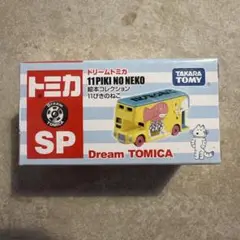 トミカ
SP
ドリームトミカ
11PIKI NO NEKO
絵本コレクション
11ぴきのねこ
TAKARA
TOMY
Dream TOMICA